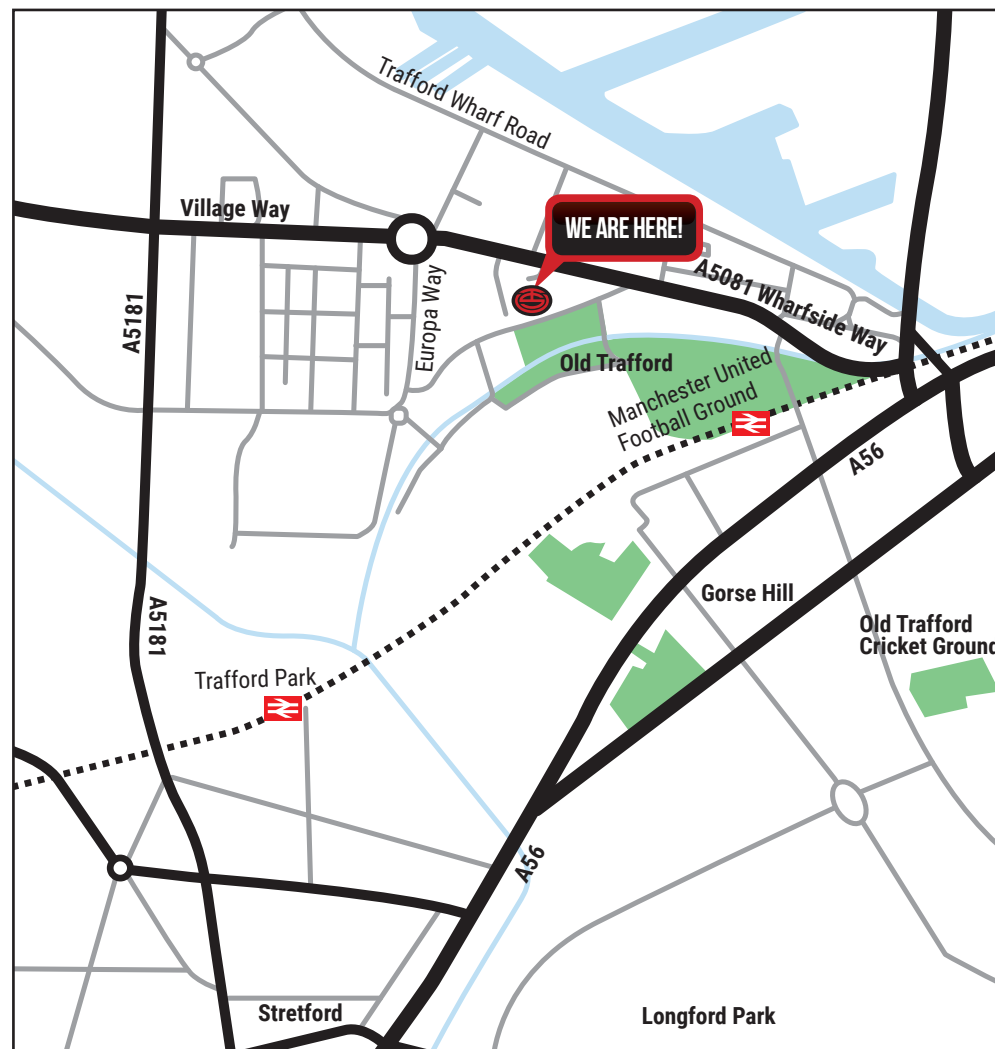 Trafford Wharf Road
Village Way
WE ARE HERE!
A5081 Wharfside Way
A5181
Europa Way
Old Trafford
Manchester United
Football Ground
A56
A5181
Gorse Hill
Old Trafford
Cricket Ground
Trafford Park
A56
Stretford
Longford Park